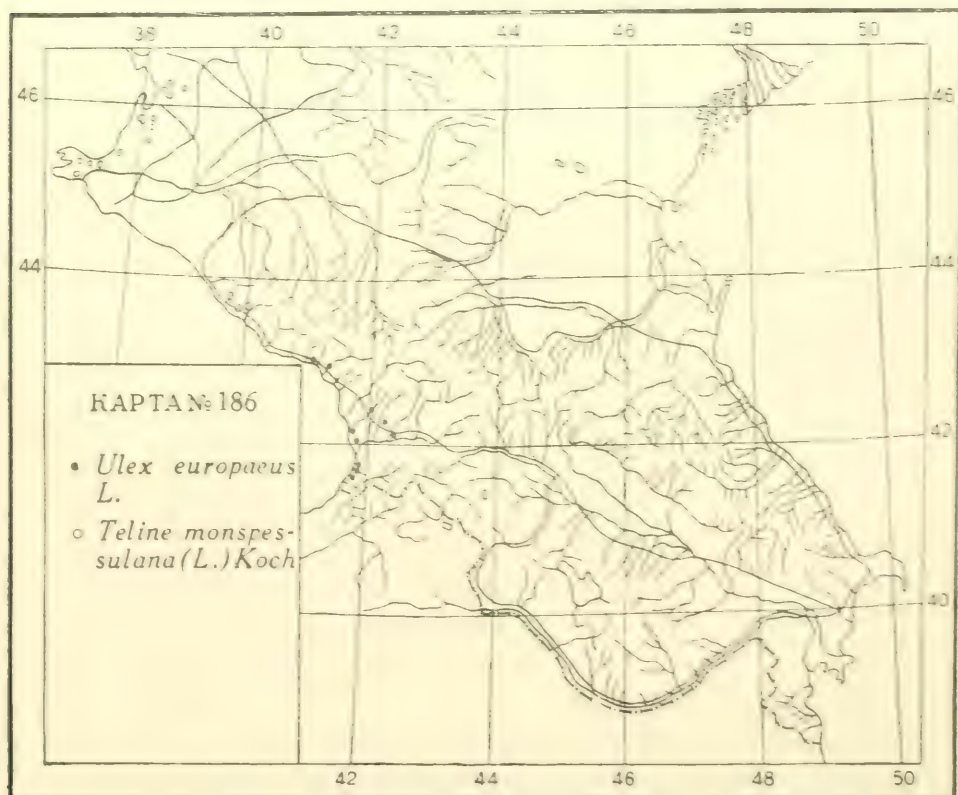 38 40 42 44 46 48 50
46 46
44 44
КАРТА № 186
42
• Ulex europaeus
L.
○ Teline monspes-
sulana (L.) Koch
40
42 44 46 48 50